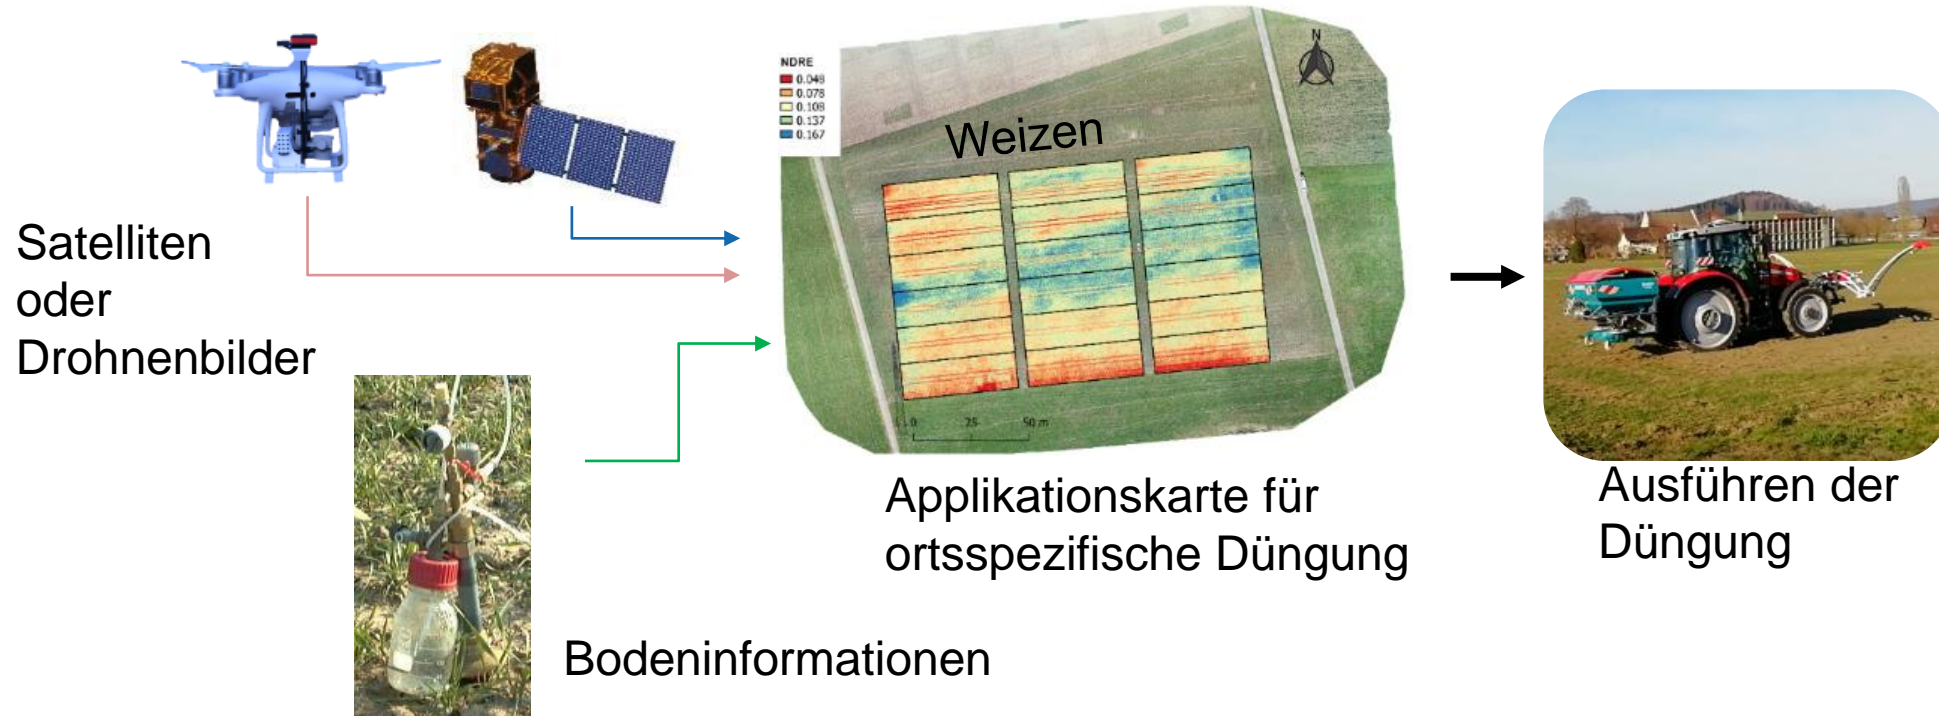 Satelliten
oder
Drohnenbilder
NDRE
0.048
0.078
0.108
0.137
0.167
Weizen
N
0 25 50 m
Applikationskarte für
ortsspezifische Düngung
Ausführen der
Düngung
Bodeninformationen